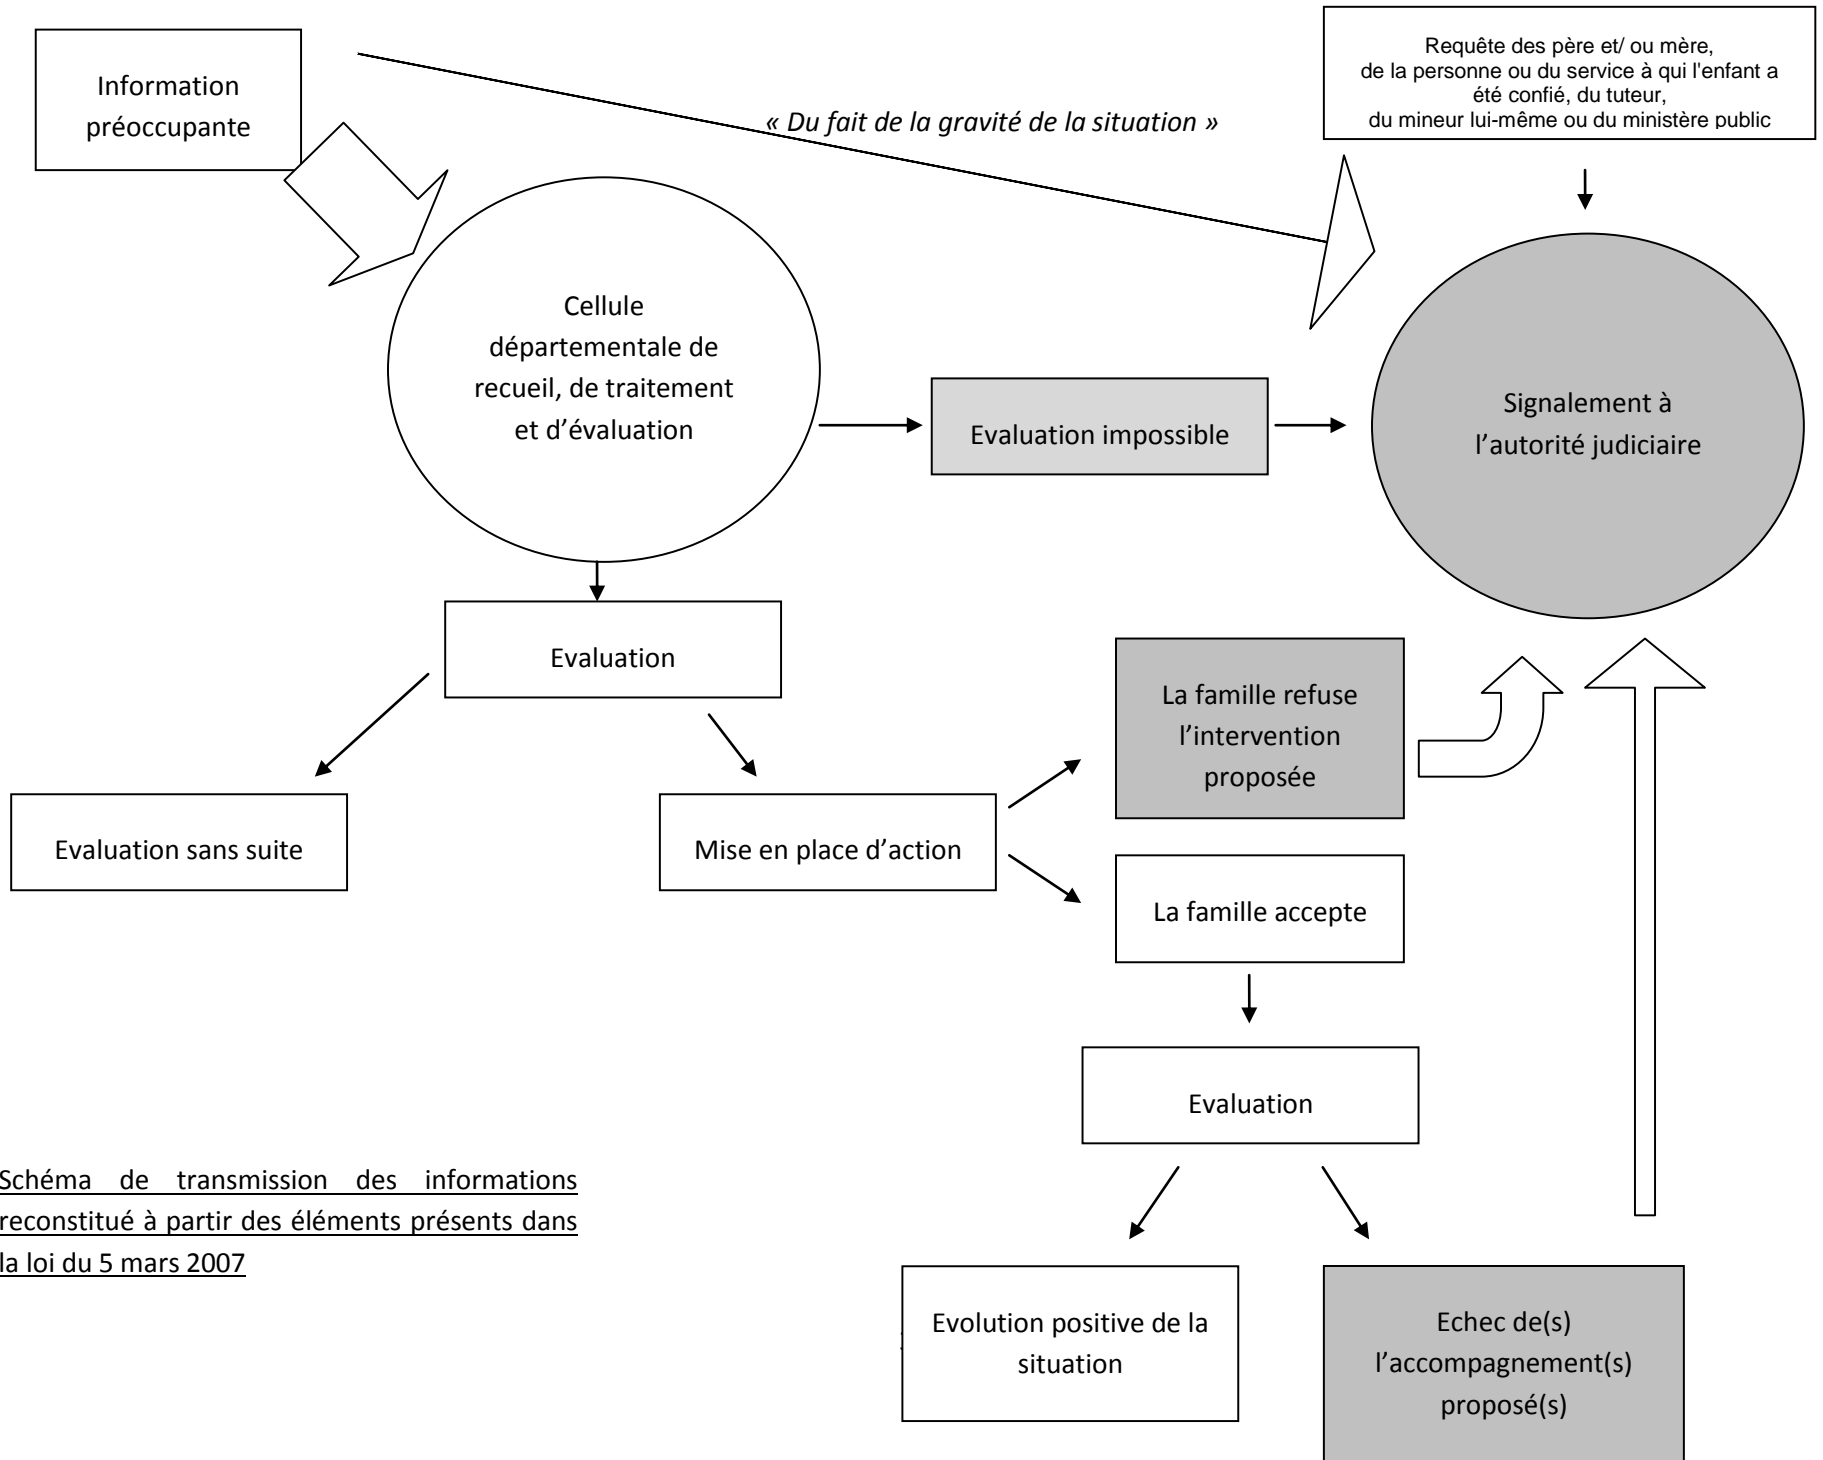 Information
préoccupante
« Du fait de la gravité de la situation »
Requête des père et/ ou mère,
de la personne ou du service à qui l'enfant a
été confié, du tuteur,
du mineur lui-même ou du ministère public
Cellule
départementale de
recueil, de traitement
et d’évaluation
Evaluation impossible
Signalement à
l’autorité judiciaire
Evaluation
La famille refuse
l’intervention
proposée
Evaluation sans suite
Mise en place d’action
La famille accepte
Evaluation
Schéma de transmission des informations
reconstitué à partir des éléments présents dans
la loi du 5 mars 2007
Evolution positive de la
situation
Echec de(s)
l’accompagnement(s)
proposé(s)